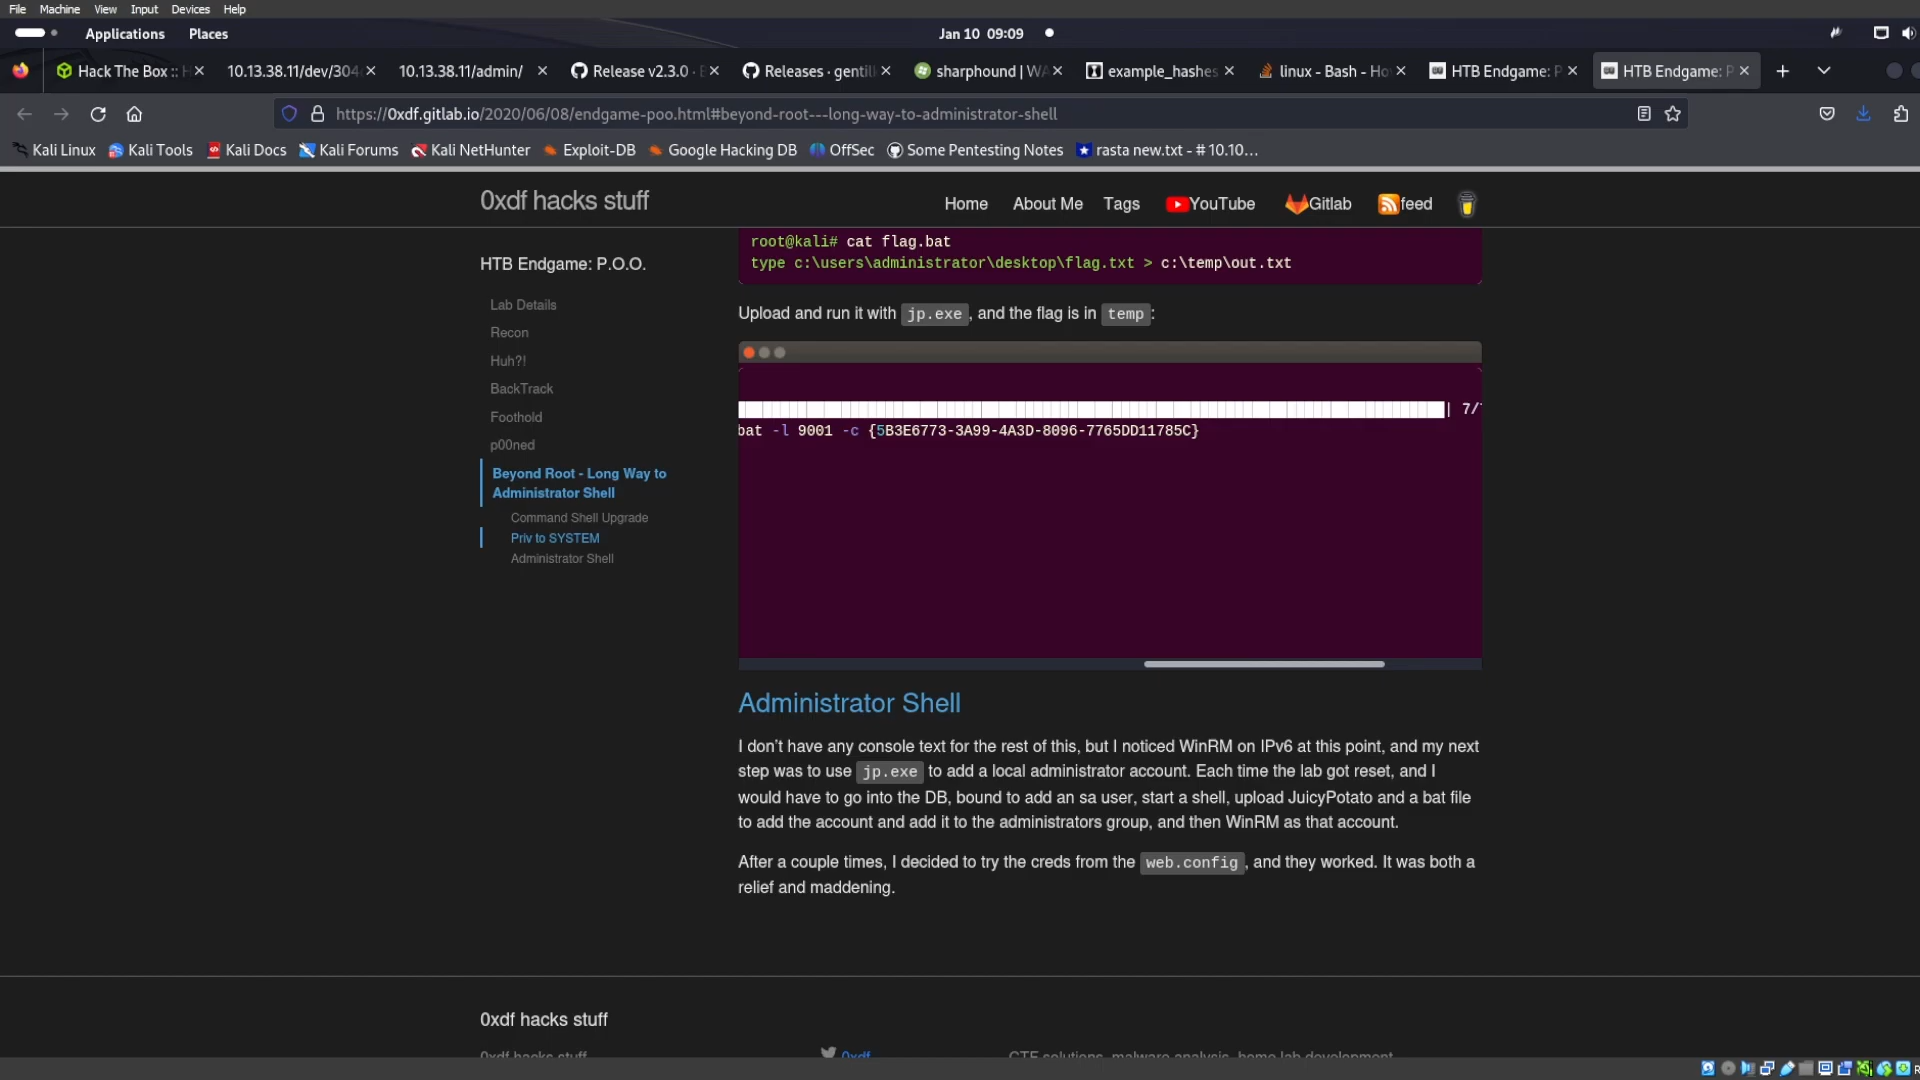 File Machine View Input Devices Help
Applications Places Jan 10 09:09
Hack The Box :: H 10.13.38.11/dev/304 10.13.38.11/admin/ Release v2.3.0 · Releases · gentil sharphound | WA example_hashes linux - Bash - Ho HTB Endgame: P HTB Endgame: P
https://0xdf.gitlab.io/2020/06/08/endgame-poo.html#beyond-root---long-way-to-administrator-shell
Kali Linux Kali Tools Kali Docs Kali Forums Kali NetHunter Exploit-DB Google Hacking DB OffSec Some Pentesting Notes rasta new.txt - # 10.10…
0xdf hacks stuff
Home About Me Tags YouTube Gitlab feed
HTB Endgame: P.O.O.
Lab Details
Recon
Huh?!
BackTrack
Foothold
p00ned
Beyond Root - Long Way to
Administrator Shell
Command Shell Upgrade
Priv to SYSTEM
Administrator Shell
root@kali# cat flag.bat
type c:\users\administrator\desktop\flag.txt > c:\temp\out.txt
Upload and run it with jp.exe, and the flag is in temp:
| 7/
bat -l 9001 -c {5B3E6773-3A99-4A3D-8096-7765DD11785C}
Administrator Shell
I don’t have any console text for the rest of this, but I noticed WinRM on IPv6 at this point, and my next
step was to use jp.exe to add a local administrator account. Each time the lab got reset, and I
would have to go into the DB, bound to add an sa user, start a shell, upload JuicyPotato and a bat file
to add the account and add it to the administrators group, and then WinRM as that account.
After a couple times, I decided to try the creds from the web.config, and they worked. It was both a
relief and maddening.
0xdf hacks stuff
0xdf hacks stuff 0xdf CTF solutions, malware analysis, home lab development